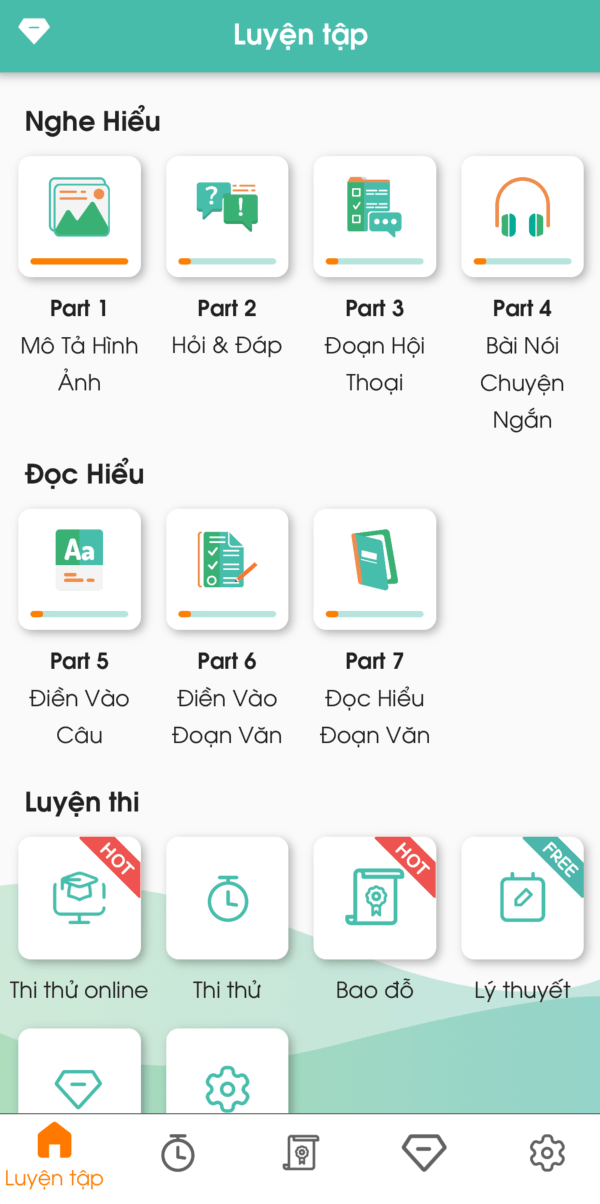 Luyện tập
Nghe Hiểu
Part 1
Mô Tả Hình
Ảnh
Part 2
Hỏi & Đáp
Part 3
Đoạn Hội
Thoại
Part 4
Bài Nói
Chuyện
Ngắn
Đọc Hiểu
Aa
Part 5
Điền Vào
Câu
Part 6
Điền Vào
Đoạn Văn
Part 7
Đọc Hiểu
Đoạn Văn
Luyện thi
HOT
Thi thử online
Thi thử
HOT
Bao đỗ
FREE
Lý thuyết
Luyện tập